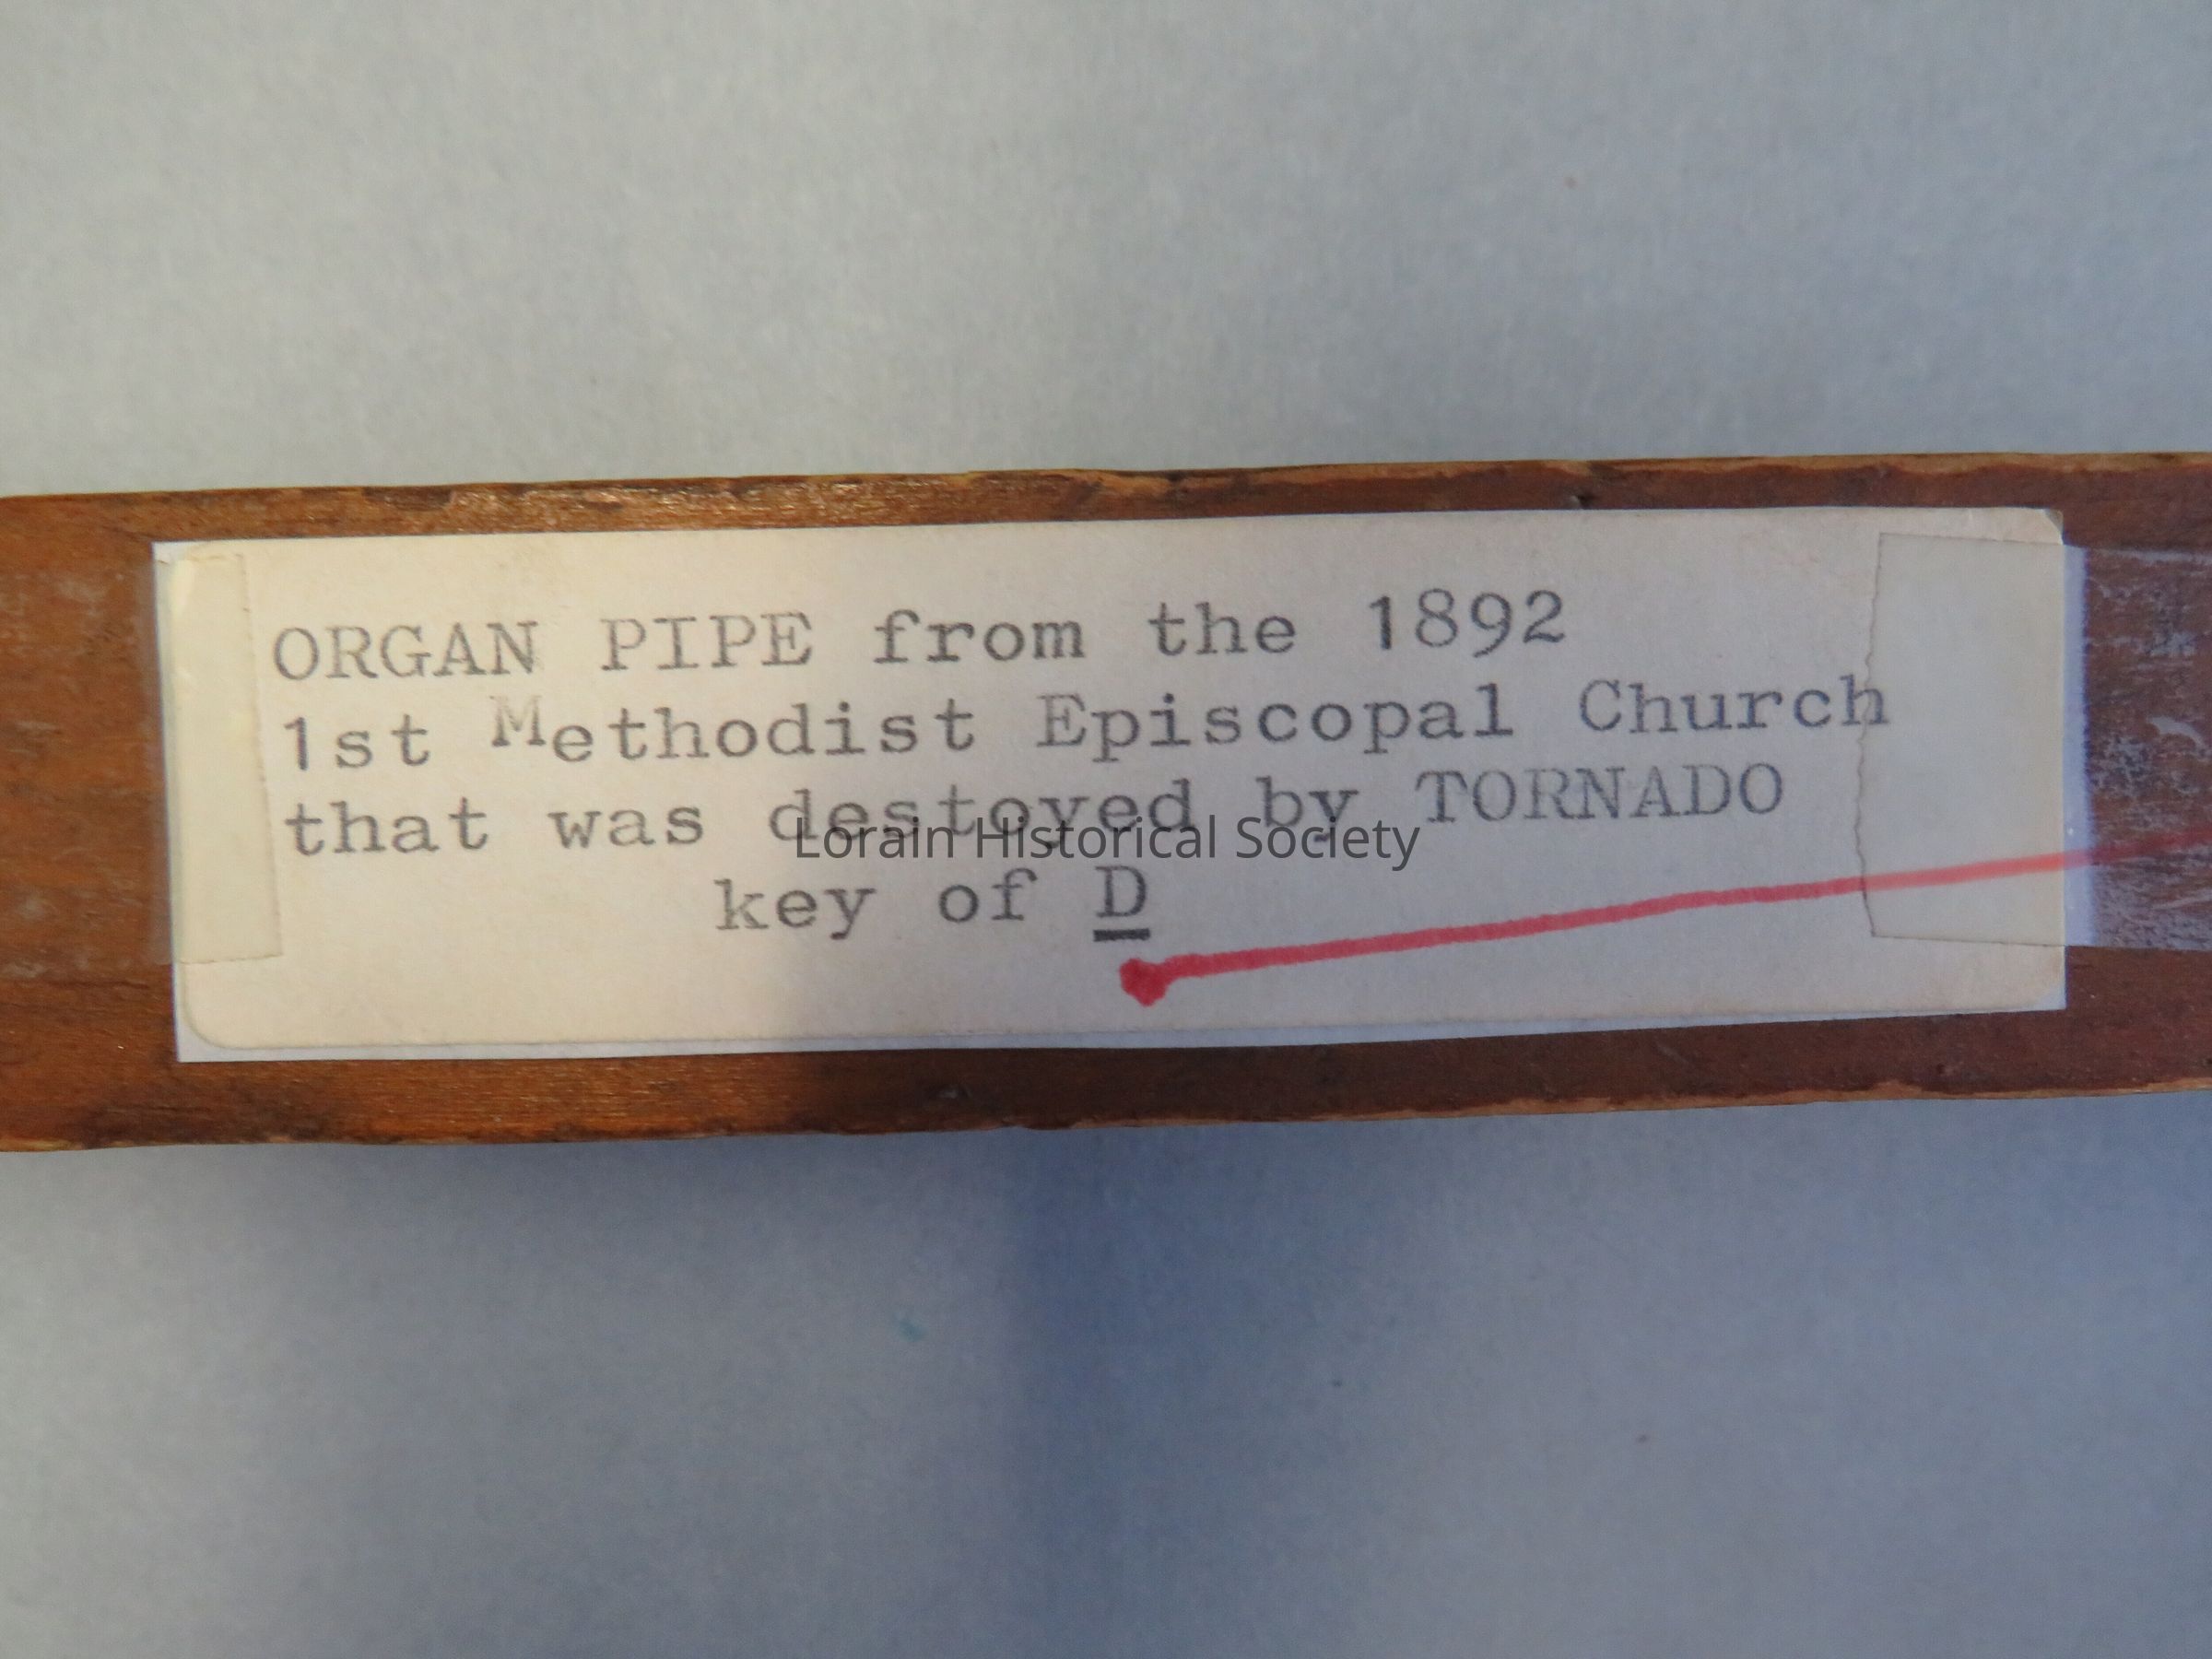 ORGAN PIPE from the 1892
1st Methodist Episcopal Church
that was destoyed by TORNADO
key of D
Lorain Historical Society